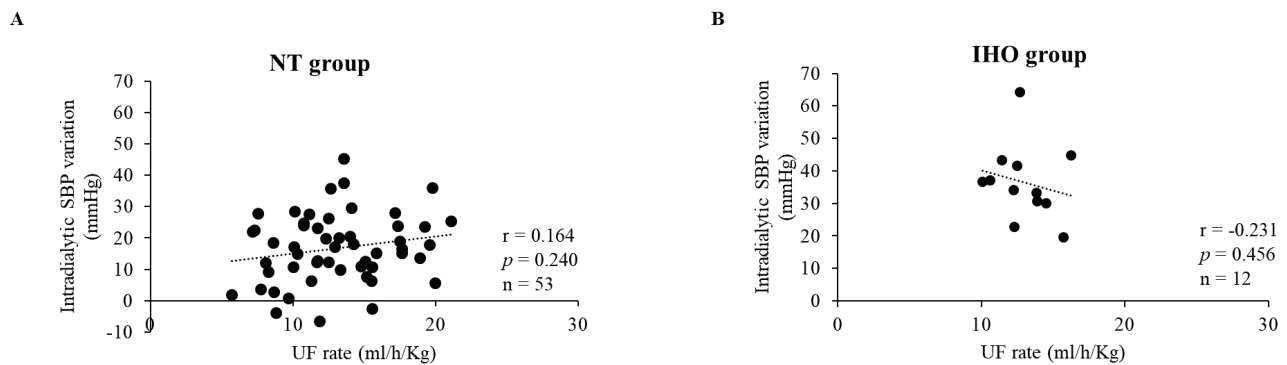 A
NT group
Intradialytic SBP variation
(mmHg)
70
60
50
40
30
20
10
0
-10
0
10
20
30
UF rate (ml/h/Kg)
r = 0.164
p = 0.240
n = 53
B
IHO group
Intradialytic SBP variation
(mmHg)
70
60
50
40
30
20
10
0
0
10
20
30
UF rate (ml/h/Kg)
r = -0.231
p = 0.456
n = 12